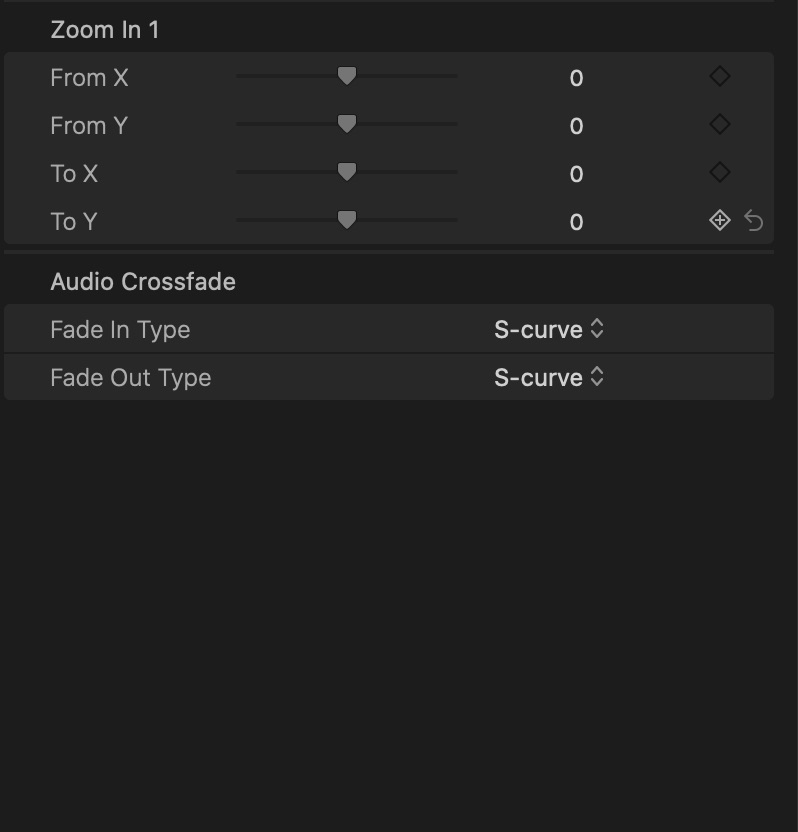 Zoom In 1
From X 0
From Y 0
To X 0
To Y 0
Audio Crossfade
Fade In Type S-curve
Fade Out Type S-curve